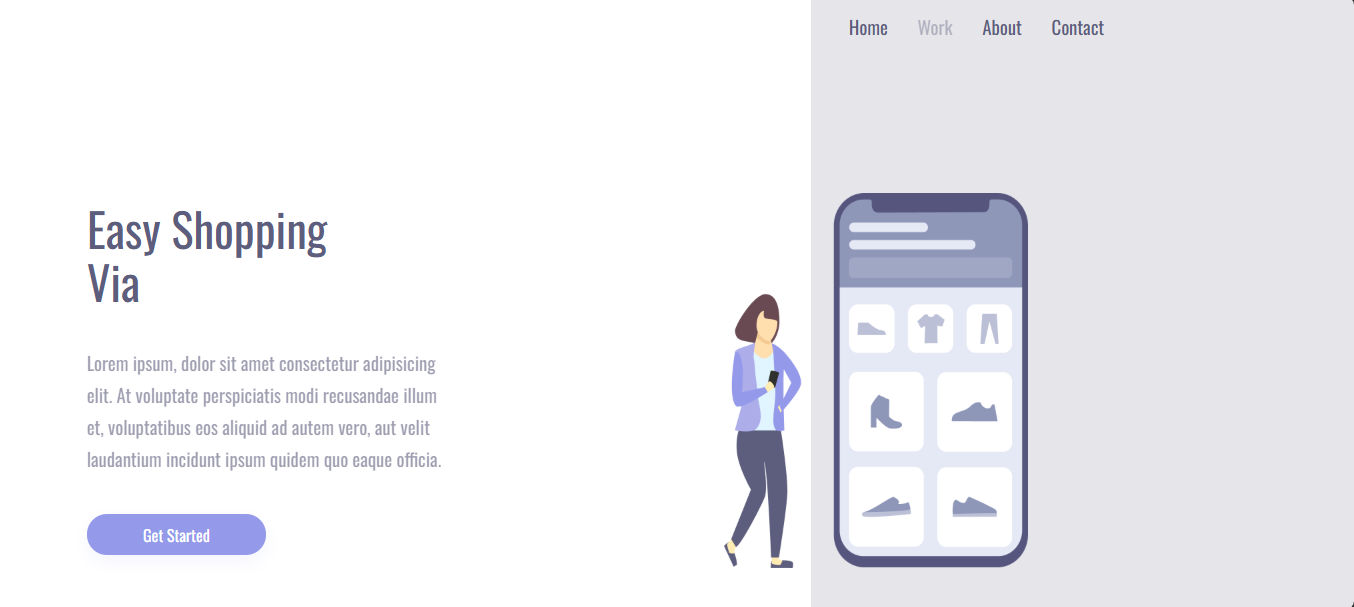 Home Work About Contact
Easy Shopping
Via
Lorem ipsum, dolor sit amet consectetur adipisicing
elit. At voluptate perspiciatis modi recusandae illum
et, voluptatibus eos aliquid ad autem vero, aut velit
laudantium incidunt ipsum quidem quo eaque officia.
Get Started